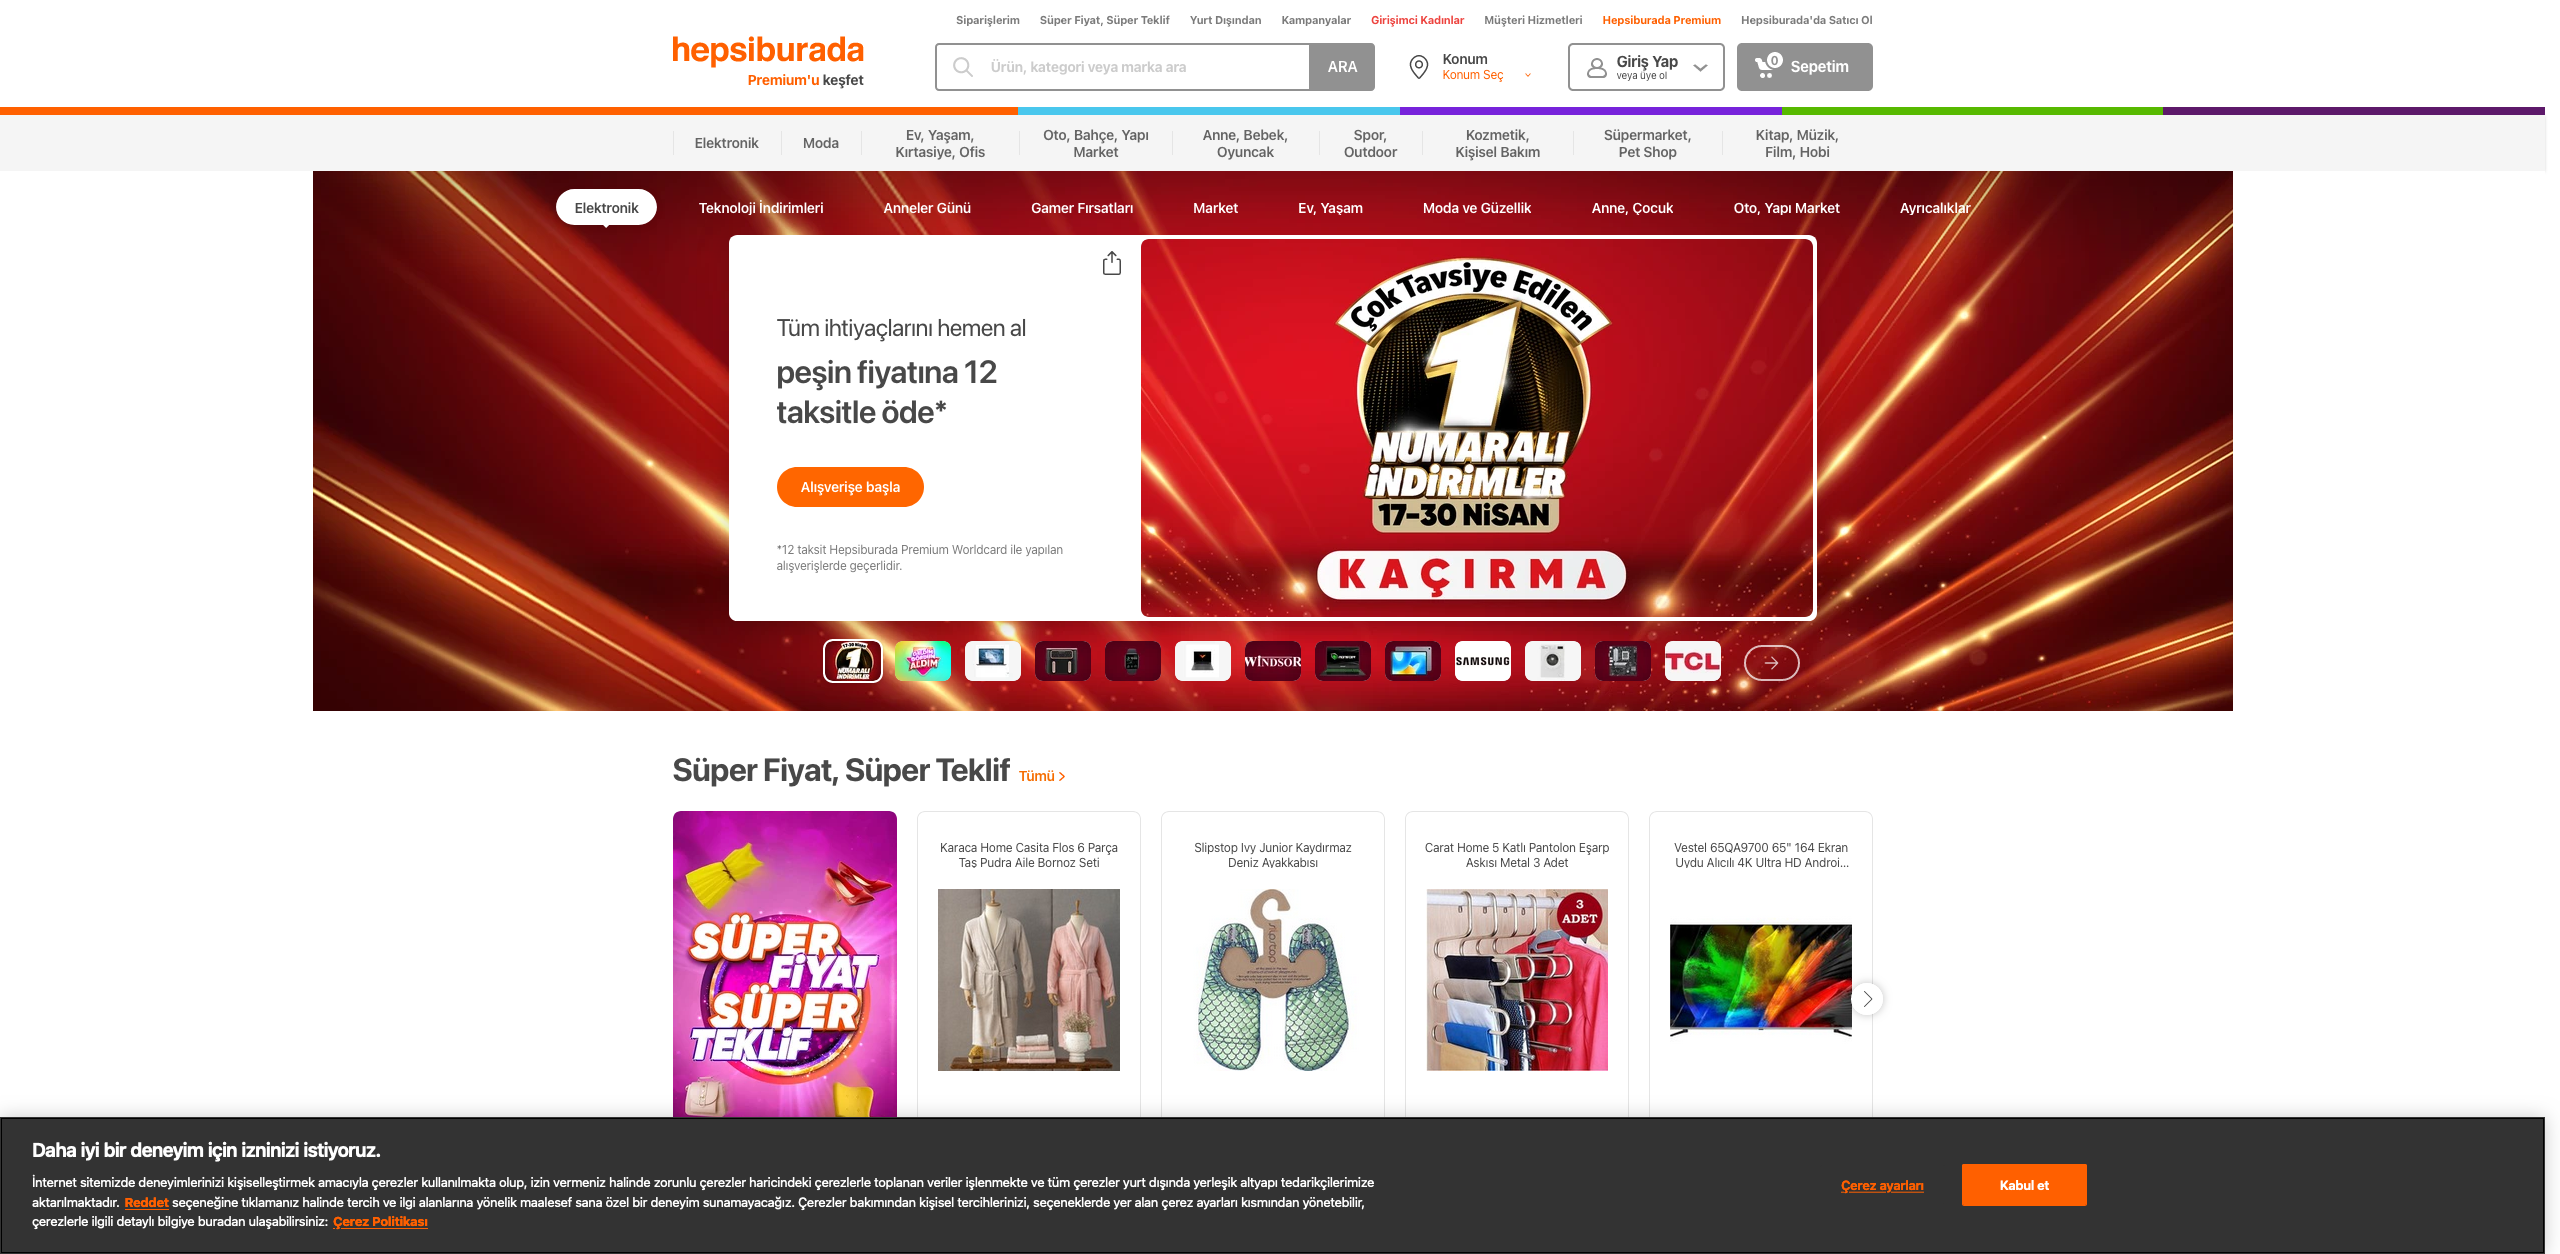 Siparişlerim
Süper Fiyat, Süper Teklif
Yurt Dışından
Kampanyalar
Girişimci Kadınlar
Müşteri Hizmetleri
Hepsiburada Premium
Hepsiburada'da Satıcı Ol
hepsiburada
Premium'u keşfet
Ürün, kategori veya marka ara
ARA
Konum
Konum Seç
Giriş Yap
veya üye ol
0
Sepetim
Elektronik
Moda
Ev, Yaşam,
Kırtasiye, Ofis
Oto, Bahçe, Yapı
Market
Anne, Bebek,
Oyuncak
Spor,
Outdoor
Kozmetik,
Kişisel Bakım
Süpermarket,
Pet Shop
Kitap, Müzik,
Film, Hobi
Elektronik
Teknoloji İndirimleri
Anneler Günü
Gamer Fırsatları
Market
Ev, Yaşam
Moda ve Güzellik
Anne, Çocuk
Oto, Yapı Market
Ayrıcalıklar
Tüm ihtiyaçlarını hemen al
peşin fiyatına 12
taksitle öde*
Alışverişe başla
*12 taksit Hepsiburada Premium Worldcard ile yapılan
alışverişlerde geçerlidir.
Çok Tavsiye Edilen
1
NUMARALI
İNDİRİMLER
17-30 NİSAN
KAÇIRMA
17-30 Nisan
1
NUMARALI
İNDİRİMLER
ALDIM
WINDSOR
SAMSUNG
TCL
Süper Fiyat, Süper Teklif
Tümü >
SÜPER
FİYAT
SÜPER
TEKLİF
Karaca Home Casita Flos 6 Parça
Taş Pudra Aile Bornoz Seti
Slipstop Ivy Junior Kaydırmaz
Deniz Ayakkabısı
slipstop
Carat Home 5 Katlı Pantolon Eşarp
Askısı Metal 3 Adet
3
ADET
Vestel 65QA9700 65" 164 Ekran
Uydu Alıcılı 4K Ultra HD Androi...
Daha iyi bir deneyim için izninizi istiyoruz.
İnternet sitemizde deneyimlerinizi kişiselleştirmek amacıyla çerezler kullanılmakta olup, izin vermeniz halinde zorunlu çerezler haricindeki çerezlerle toplanan veriler işlenmekte ve tüm çerezler yurt dışında yerleşik altyapı tedarikçilerimize
aktarılmaktadır. Reddet seçeneğine tıklamanız halinde tercih ve ilgi alanlarına yönelik maalesef sana özel bir deneyim sunamayacağız. Çerezler bakımından kişisel tercihlerinizi, seçeneklerde yer alan çerez ayarları kısmından yönetebilir,
çerezlerle ilgili detaylı bilgiye buradan ulaşabilirsiniz: Çerez Politikası
Çerez ayarları
Kabul et